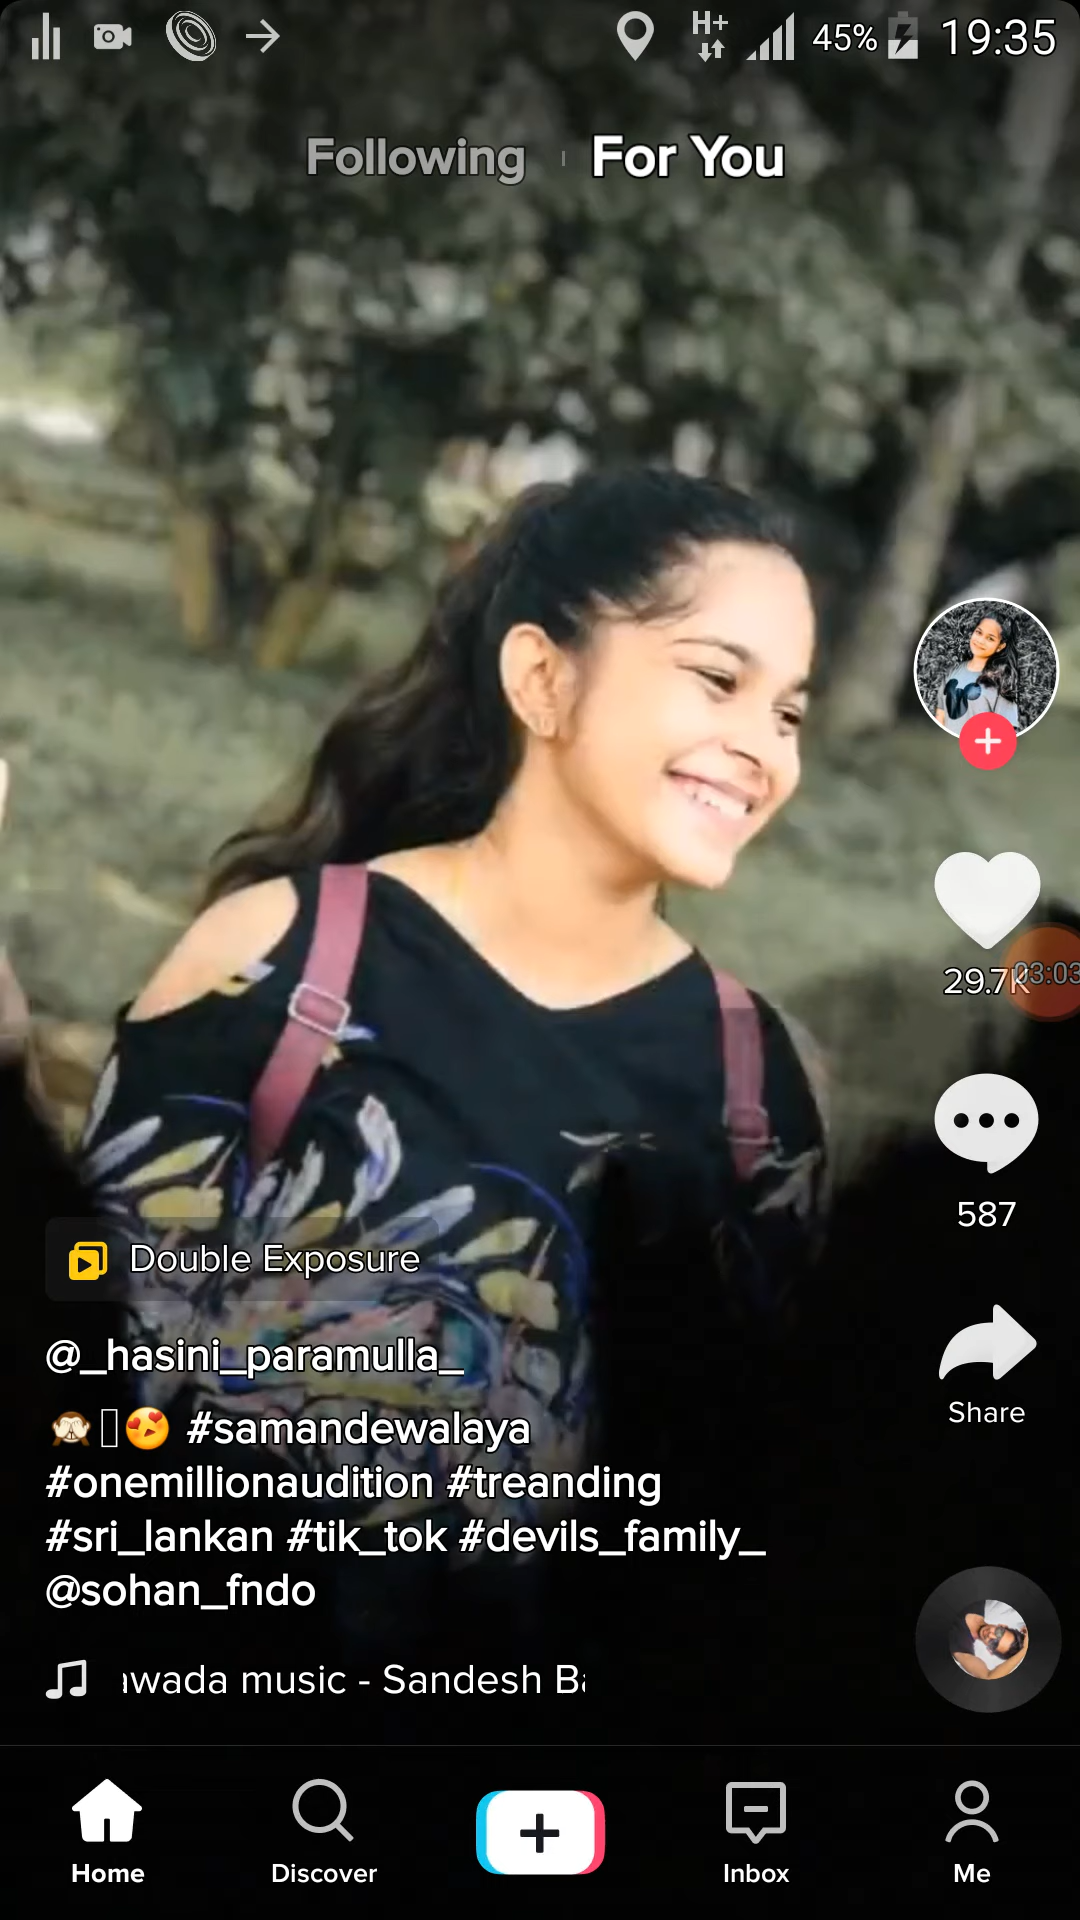 H+
45%
19:35
Following
For You
29.7K
03:03
587
Double Exposure
@_hasini_paramulla_
🙈😍 #samandewalaya
#onemillionaudition #treanding
#sri_lankan #tik_tok #devils_family_
@sohan_fndo
Share
music - Sandesh
Home
Discover
Inbox
Me